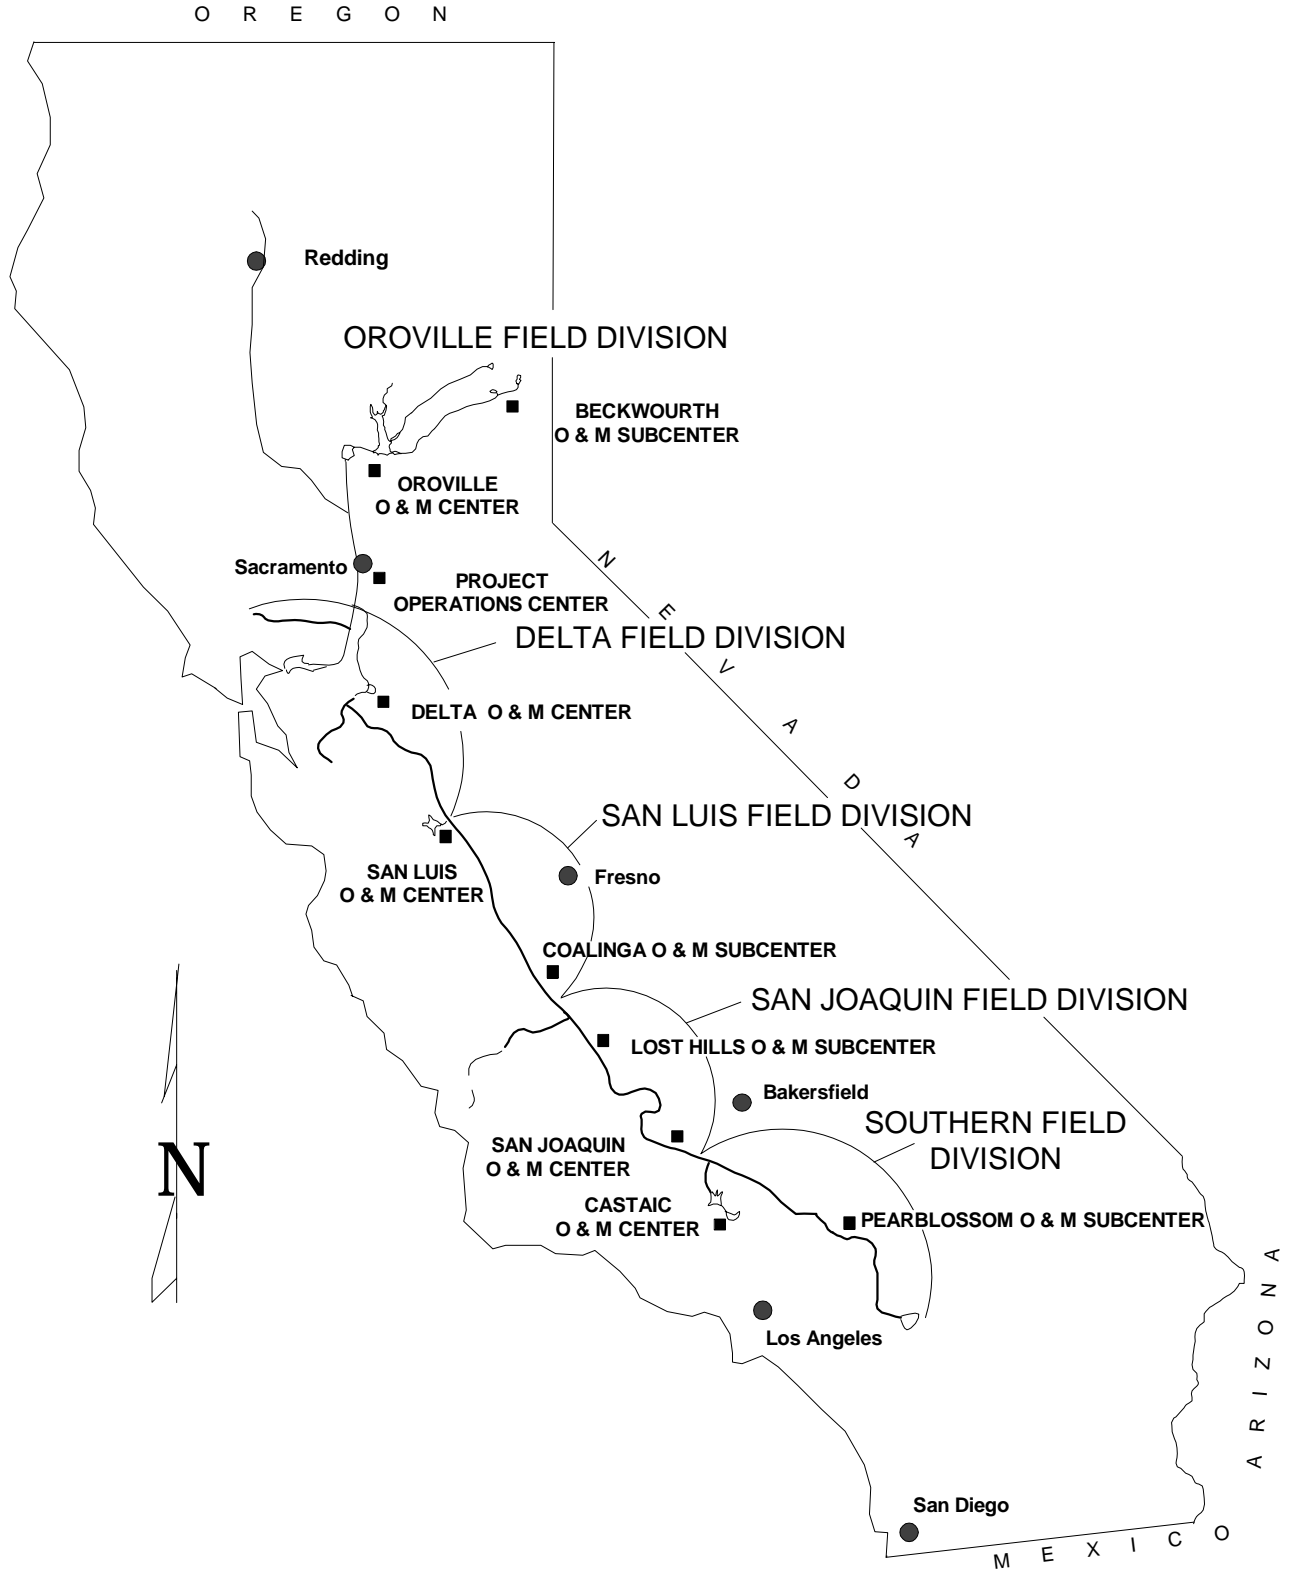 OREGON
Redding
OROVILLE FIELD DIVISION
BECKWOURTH
O & M SUBCENTER
OROVILLE
O & M CENTER
NEVADA
Sacramento
PROJECT
OPERATIONS CENTER
DELTA FIELD DIVISION
DELTA O & M CENTER
SAN LUIS FIELD DIVISION
SAN LUIS
O & M CENTER
Fresno
COALINGA O & M SUBCENTER
SAN JOAQUIN FIELD DIVISION
LOST HILLS O & M SUBCENTER
Bakersfield
SOUTHERN FIELD
DIVISION
SAN JOAQUIN
O & M CENTER
N
CASTAIC
O & M CENTER
PEARBLOSSOM O & M SUBCENTER
ARIZONA
Los Angeles
San Diego
MEXICO